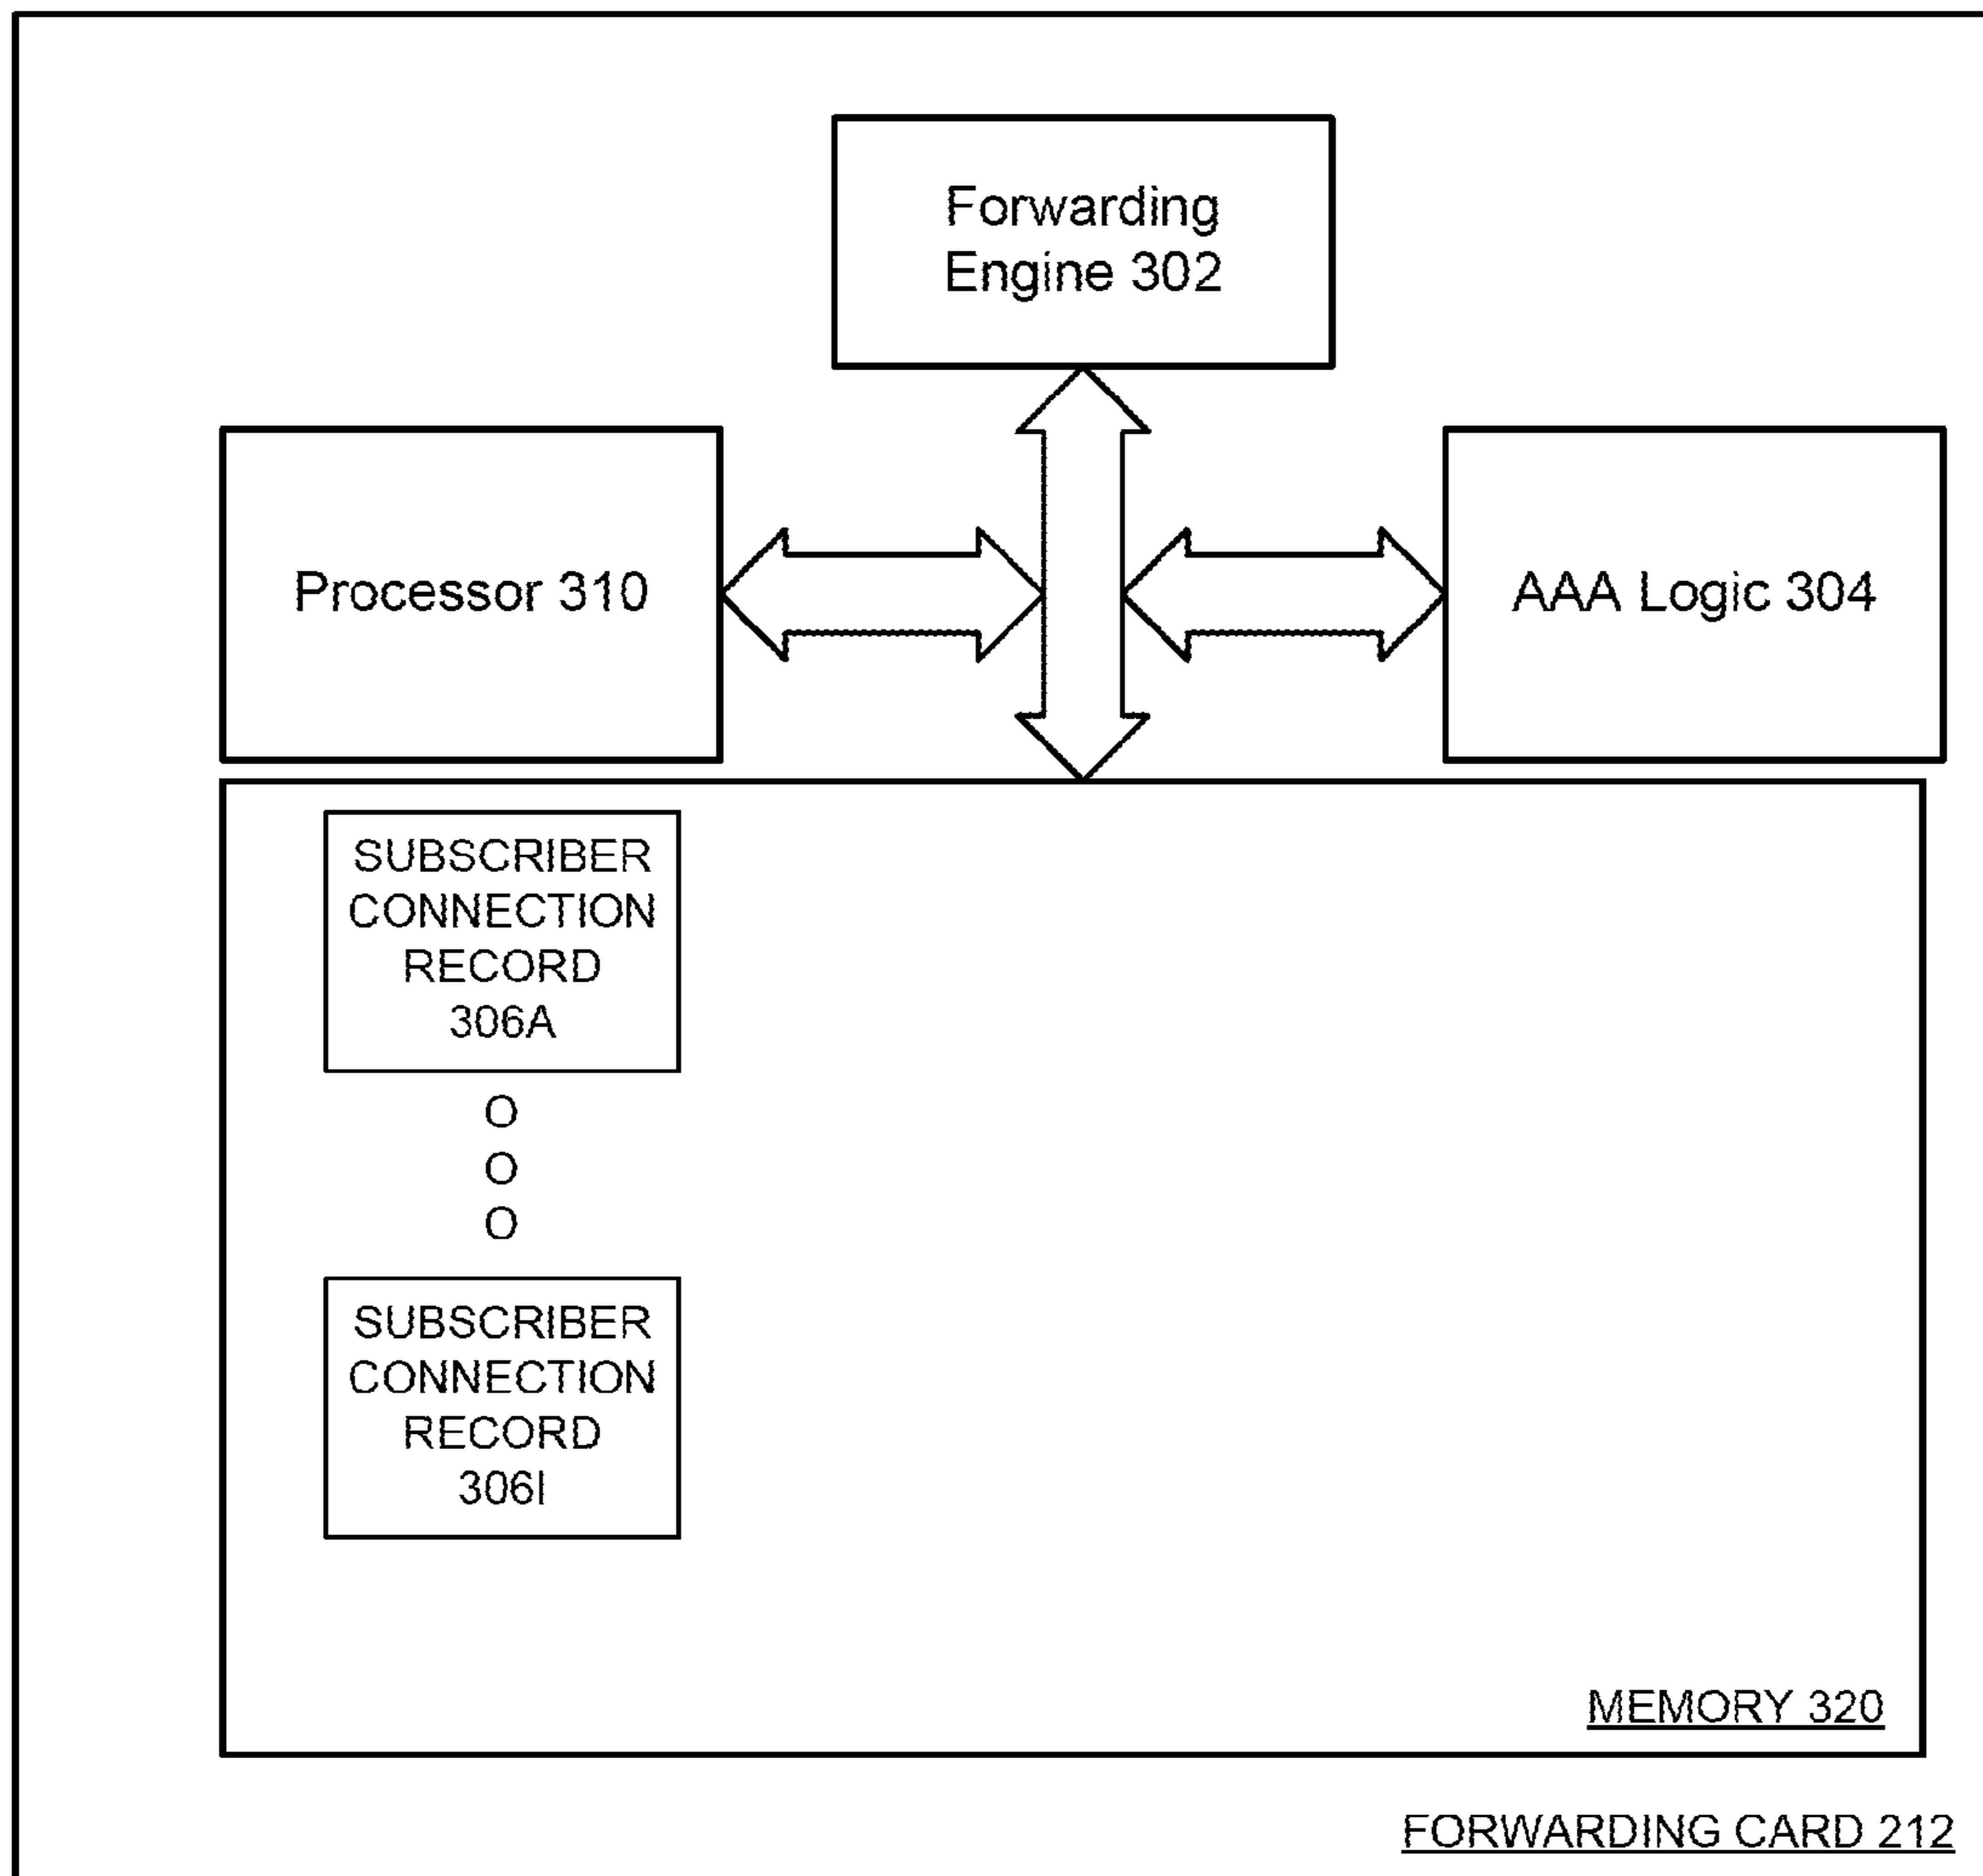 Forwarding
Engine 302
Processor 310
AAA Logic 304
SUBSCRIBER
CONNECTION
RECORD
306A
O
O
O
SUBSCRIBER
CONNECTION
RECORD
306I
MEMORY 320
FORWARDING CARD 212